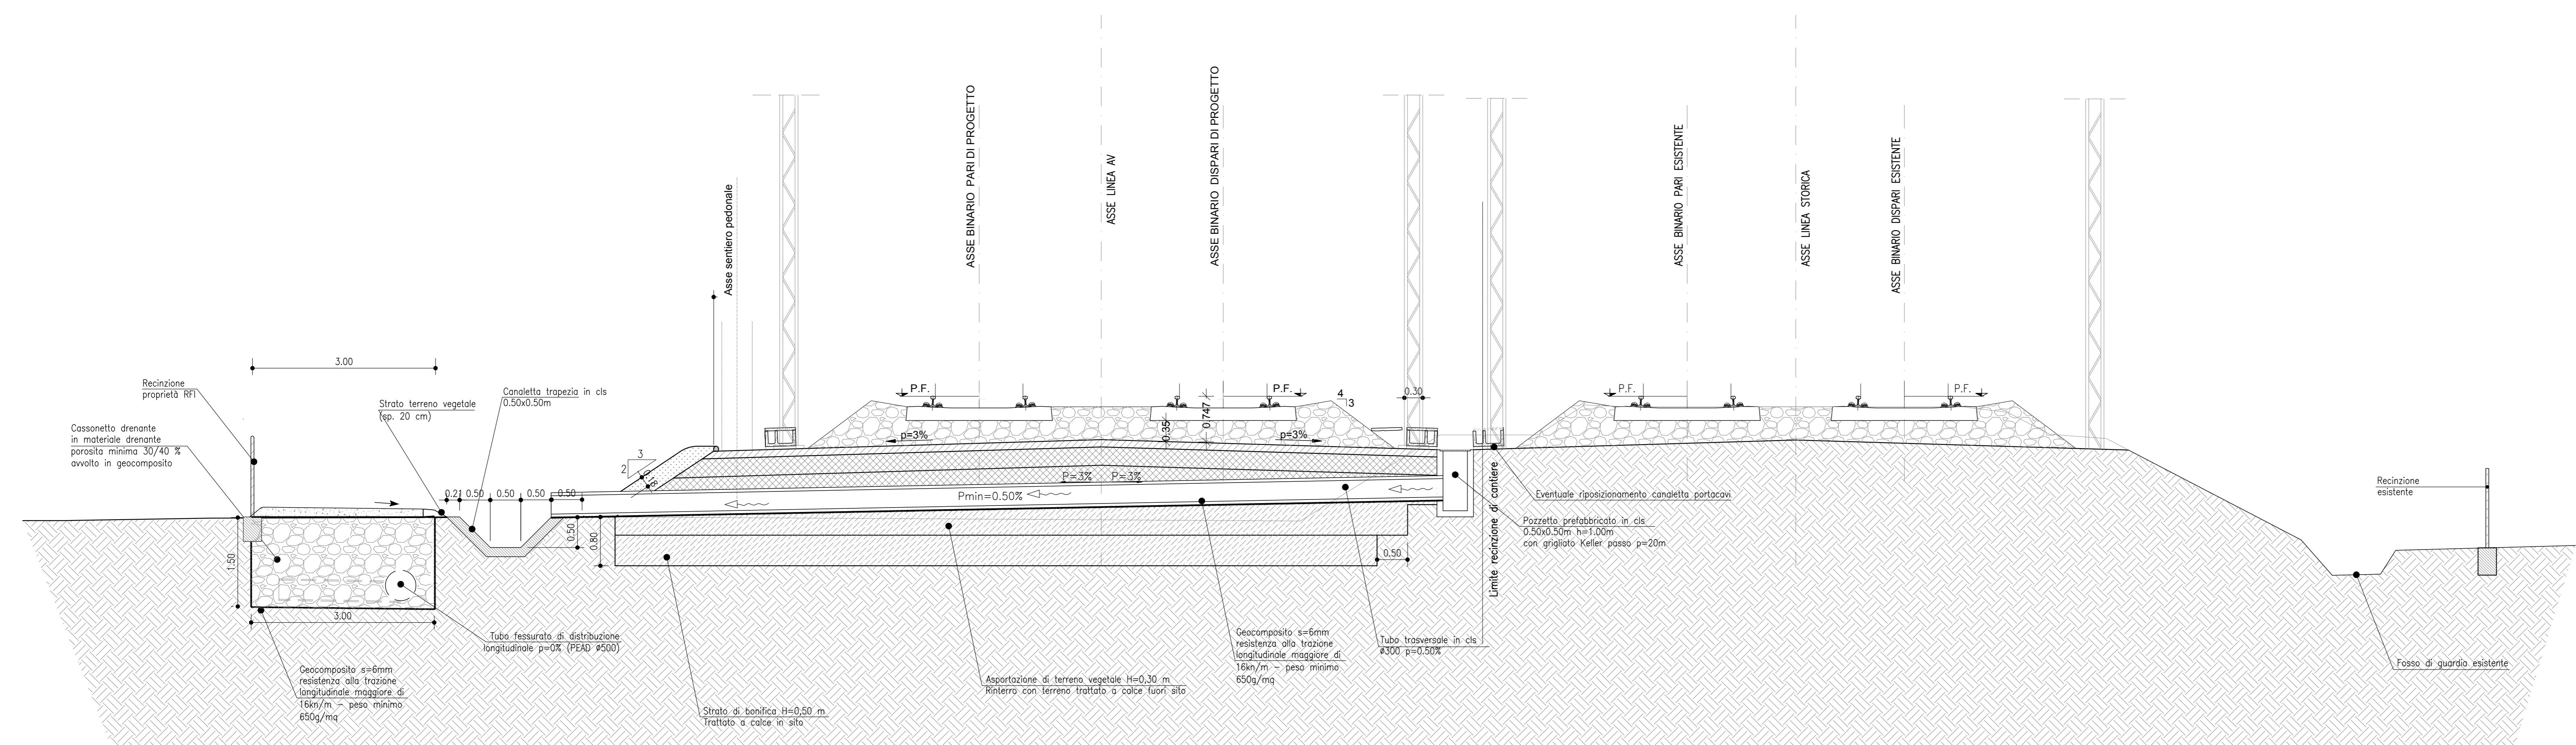 ASSE BINARIO PARI DI PROGETTO
ASSE LINEA AV
ASSE BINARIO DISPARI DI PROGETTO
Asse sentiero pedonale
ASSE BINARIO PARI ESISTENTE
ASSE LINEA STORICA
ASSE BINARIO DISPARI ESISTENTE
3.00
Recinzione
proprietà RFI
Strato terreno vegetale
(sp. 20 cm)
Canaletta trapezia in cls
0.50x0.50m
Cassonetto drenante
in materiale drenante
porosita minima 30/40 %
avvolto in geocomposito
P.F.
P.F.
4
3
0.30
P.F.
P.F.
0.747
0.35
p=3%
p=3%
3
2
0.18
P=3%
P=3%
0.21
0.50
0.50
0.50
0.50
Pmin=0.50%
0.50
0.80
1.50
0.50
3.00
Limite recinzione di cantiere
Eventuale riposizionamento canaletta portacavi
Pozzetto prefabbricato in cls
0.50x0.50m h=1.00m
con grigliato Keller passo p=20m
Recinzione
esistente
Tubo fessurato di distribuzione
longitudinale p=0% (PEAD ø500)
Geocomposito s=6mm
resistenza alla trazione
longitudinale maggiore di
16kn/m - peso minimo
650g/mq
Tubo trasversale in cls
ø300 p=0.50%
Geocomposito s=6mm
resistenza alla trazione
longitudinale maggiore di
16kn/m - peso minimo
650g/mq
Asportazione di terreno vegetale H=0,30 m
Rinterro con terreno trattato a calce fuori sito
Strato di bonifica H=0,50 m
Trattato a calce in sito
Fosso di guardia esistente